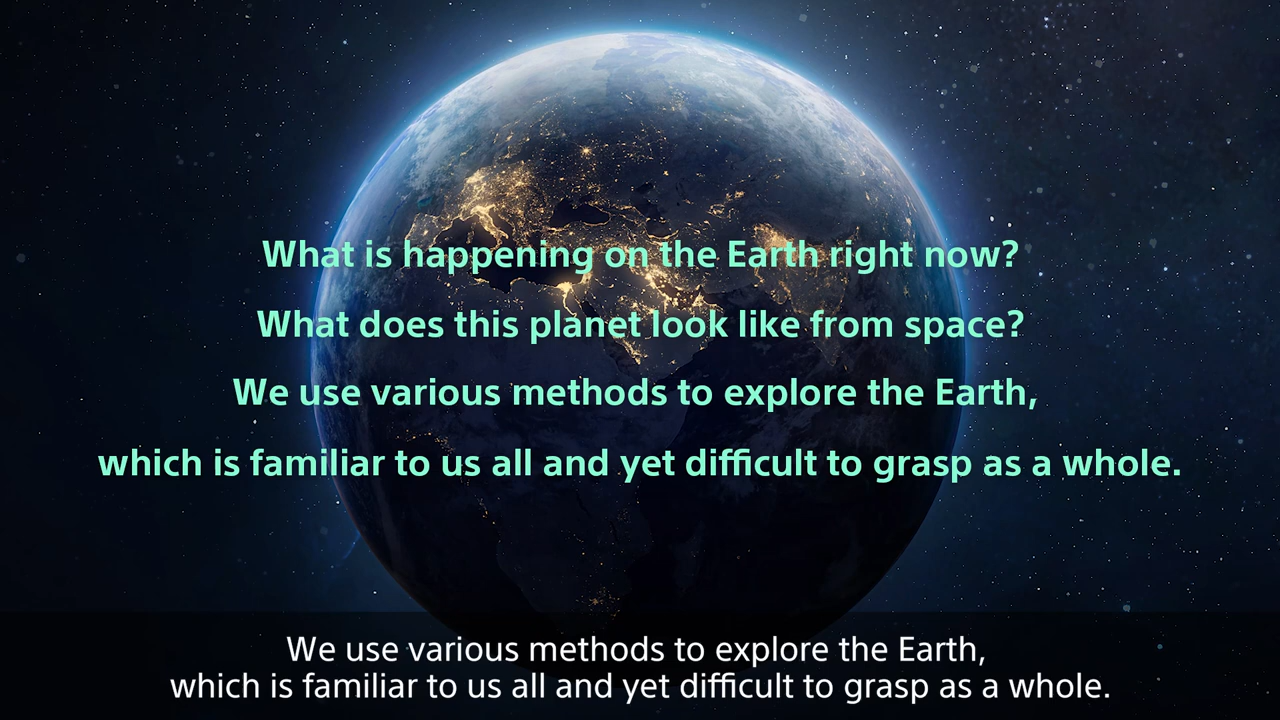 What is happening on the Earth right now?
What does this planet look like from space?
We use various methods to explore the Earth,
which is familiar to us all and yet difficult to grasp as a whole.
We use various methods to explore the Earth,
which is familiar to us all and yet difficult to grasp as a whole.